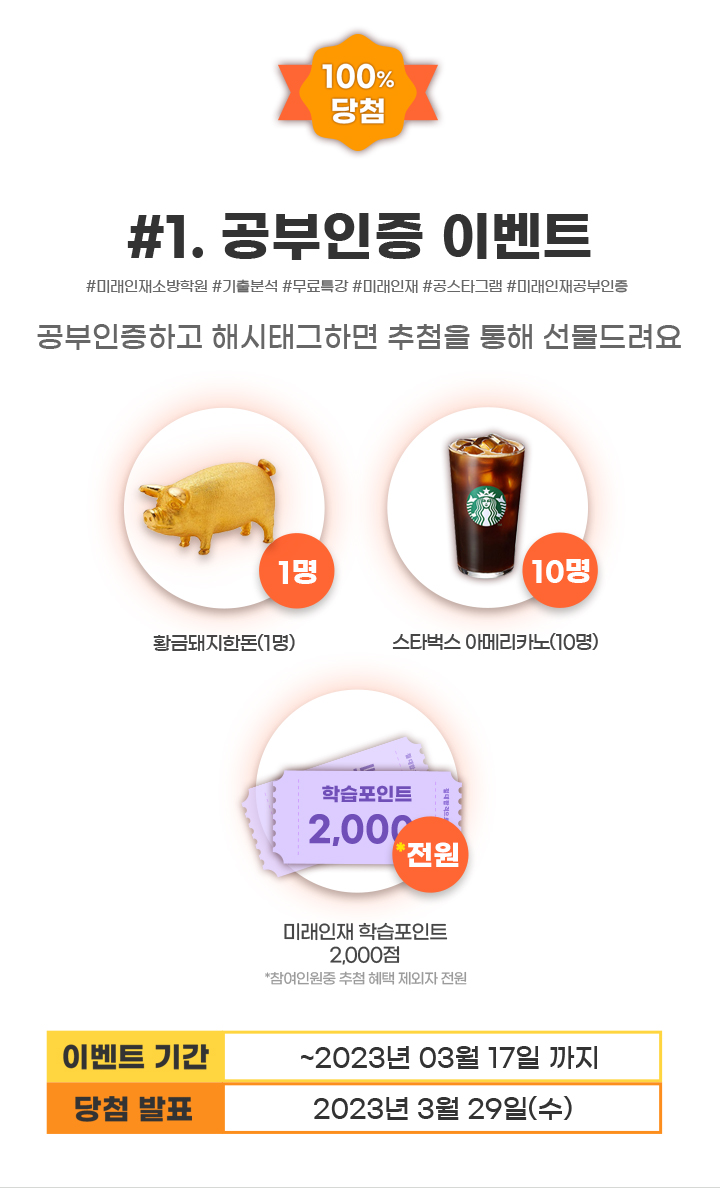 100%
당첨
#1. 공부인증 이벤트
#미래인재소방학원 #기출분석 #무료특강 #미래인재 #공스타그램 #미래인재공부인증
공부인증하고 해시태그하면 추첨을 통해 선물드려요
1명
10명
황금돼지한돈(1명)
스타벅스 아메리카노(10명)
학습포인트
2,000
*전원
미래인재 학습포인트
2,000점
*참여인원중 추첨 혜택 제외자 전원
이벤트 기간
~2023년 03월 17일 까지
당첨 발표
2023년 3월 29일(수)